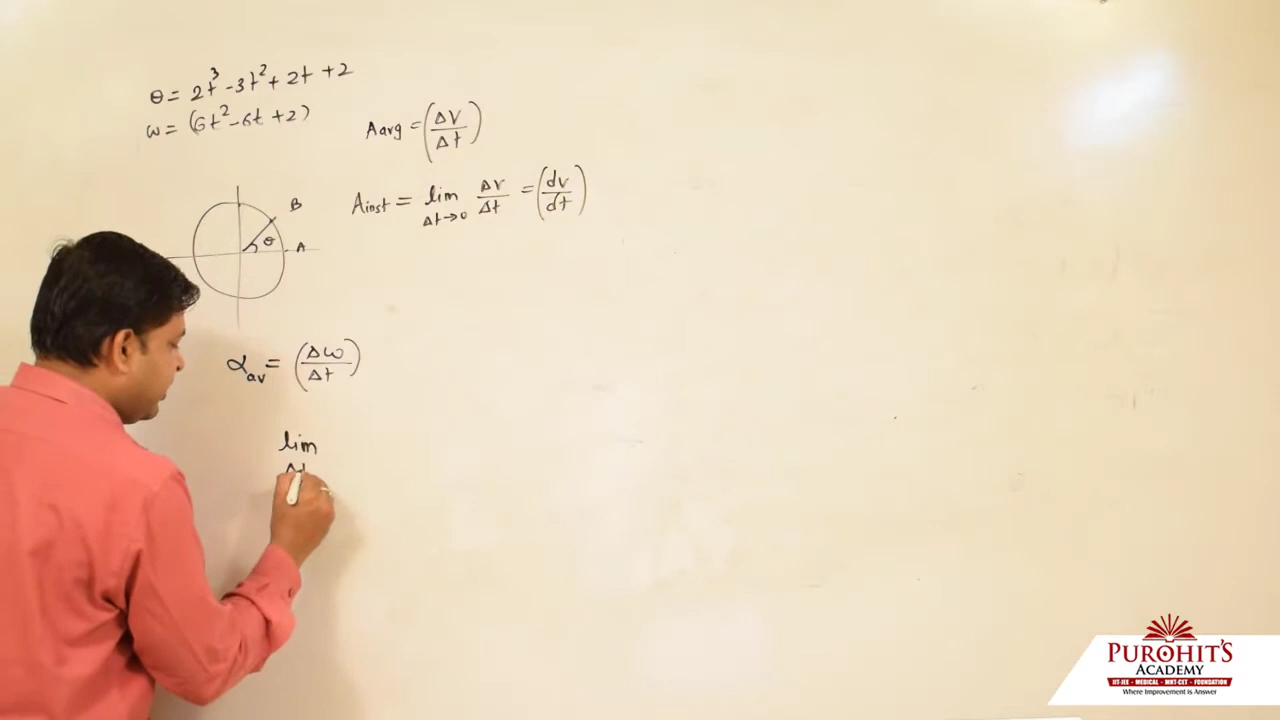 θ = 2t³ - 3t² + 2t + 2
ω = (6t² - 6t + 2)
Aavg = (ΔV/Δt)
B
θ
A
Ainst = lim Δt→0 ΔV/Δt = (dv/dt)
αav = (Δω/Δt)
lim
Δt
PUROHIT'S
ACADEMY
IIT-JEE - MEDICAL - MHT-CET - FOUNDATION
Where Improvement is Answer